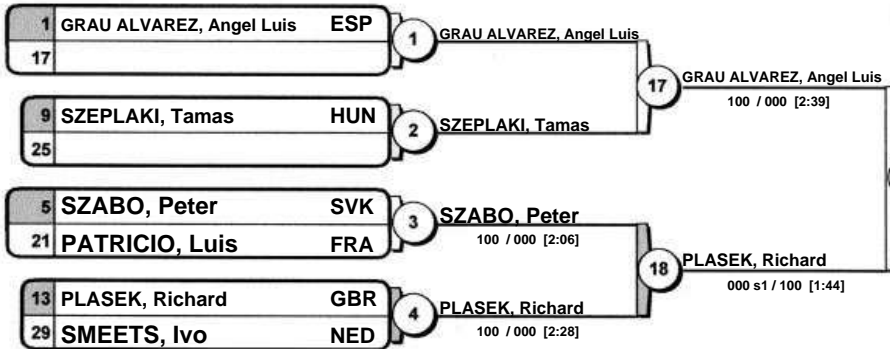 1 GRAU ALVAREZ, Angel Luis ESP
17
1
GRAU ALVAREZ, Angel Luis
9 SZEPLAKI, Tamas HUN
25
2
SZEPLAKI, Tamas
17
GRAU ALVAREZ, Angel Luis
100 / 000 [2:39]
5 SZABO, Peter SVK
21 PATRICIO, Luis FRA
3
SZABO, Peter
100 / 000 [2:06]
13 PLASEK, Richard GBR
29 SMEETS, Ivo NED
4
PLASEK, Richard
100 / 000 [2:28]
18
PLASEK, Richard
000 s1 / 100 [1:44]